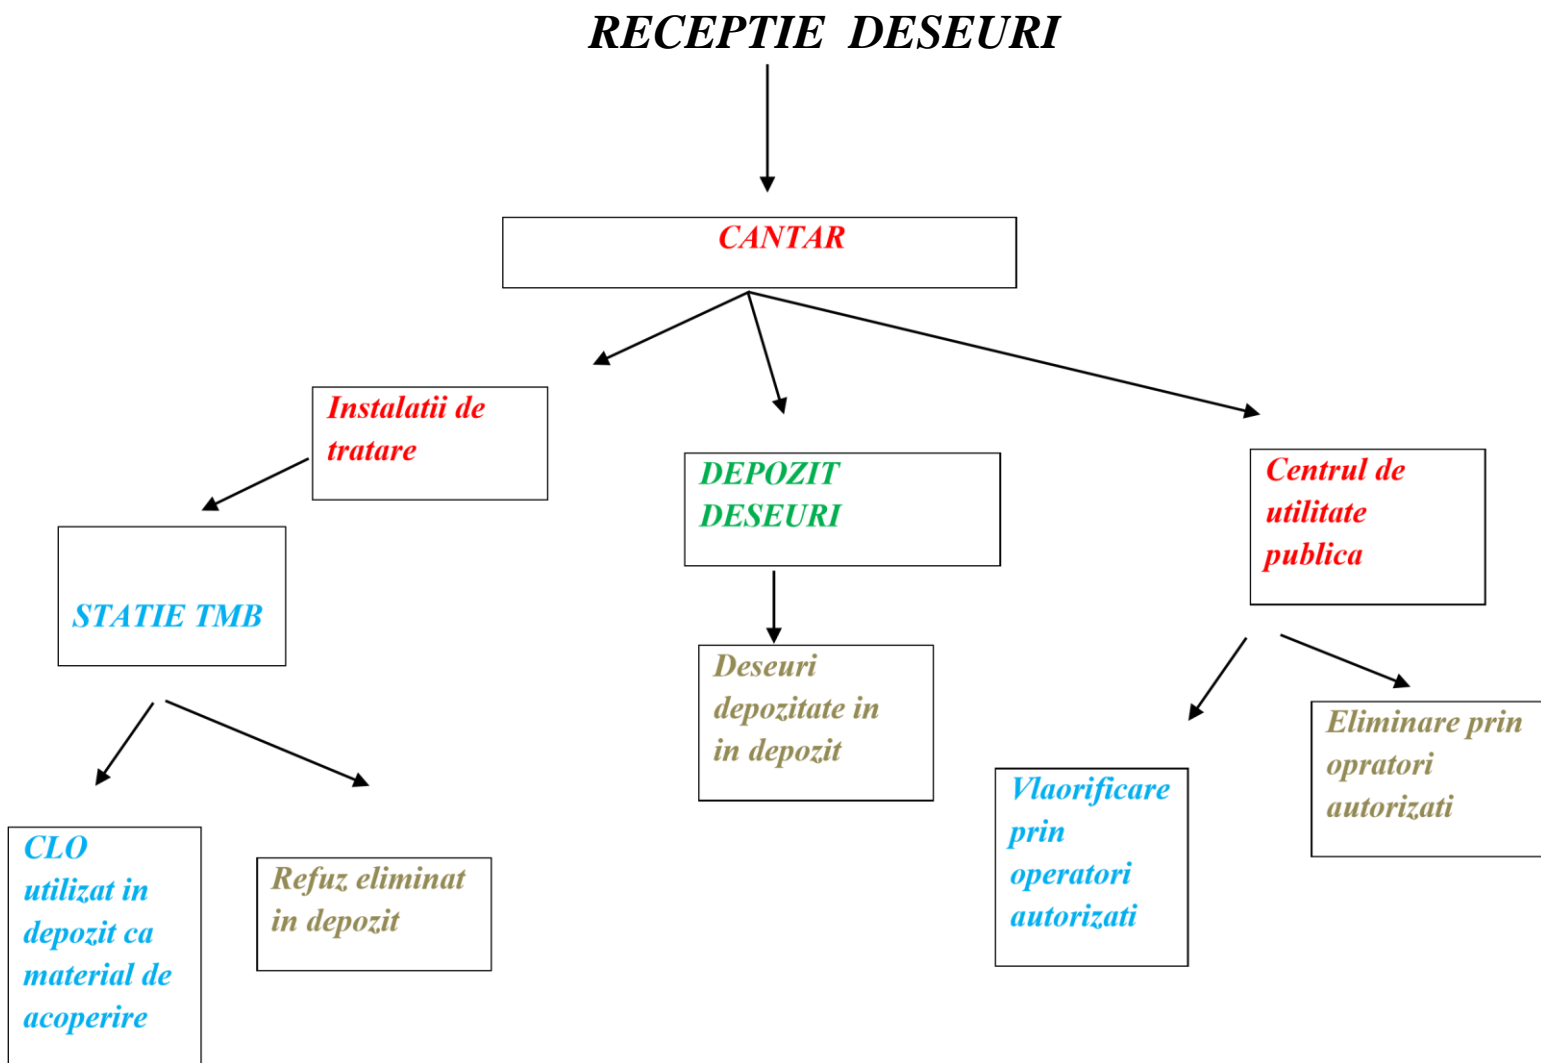 RECEPTIE DESEURI
CANTAR
Instalatii de
tratare
DEPOZIT
DESEURI
Centrul de
utilitate
publica
STATIE TMB
Deseuri
depozitate in
in depozit
Eliminare prin
opratori
autorizati
Vlaorificare
prin
operatori
autorizati
CLO
utilizat in
depozit ca
material de
acoperire
Refuz eliminat
in depozit